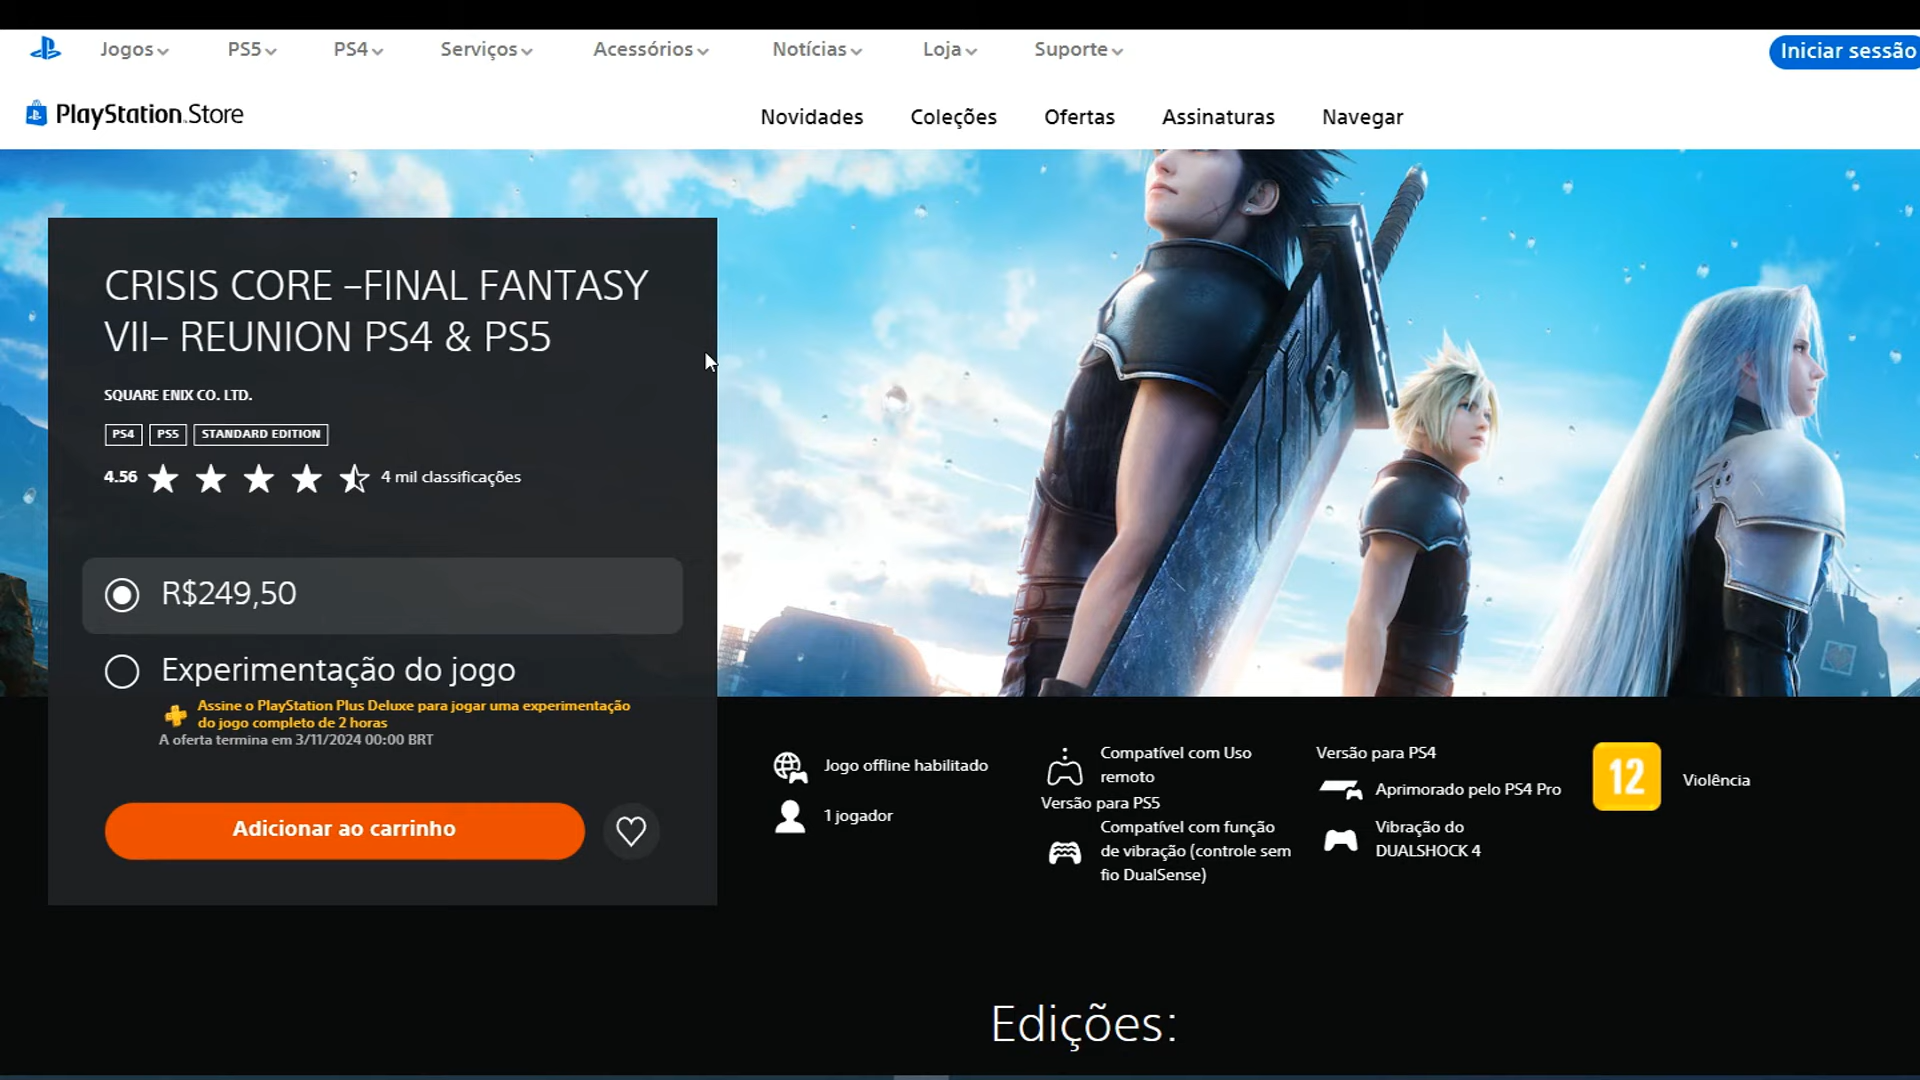 Jogos
PS5
PS4
Serviços
Acessórios
Notícias
Loja
Suporte
Iniciar sessão
PlayStation Store
Novidades
Coleções
Ofertas
Assinaturas
Navegar
CRISIS CORE –FINAL FANTASY
VII– REUNION PS4 & PS5
SQUARE ENIX CO. LTD.
PS4
PS5
STANDARD EDITION
4.56
4 mil classificações
R$249,50
Experimentação do jogo
Assine o PlayStation Plus Deluxe para jogar uma experimentação
do jogo completo de 2 horas
A oferta termina em 3/11/2024 00:00 BRT
Adicionar ao carrinho
Jogo offline habilitado
1 jogador
Compatível com Uso
remoto
Versão para PS5
Compatível com função
de vibração (controle sem
fio DualSense)
Versão para PS4
Aprimorado pelo PS4 Pro
Vibração do
DUALSHOCK 4
12
Violência
Edições: